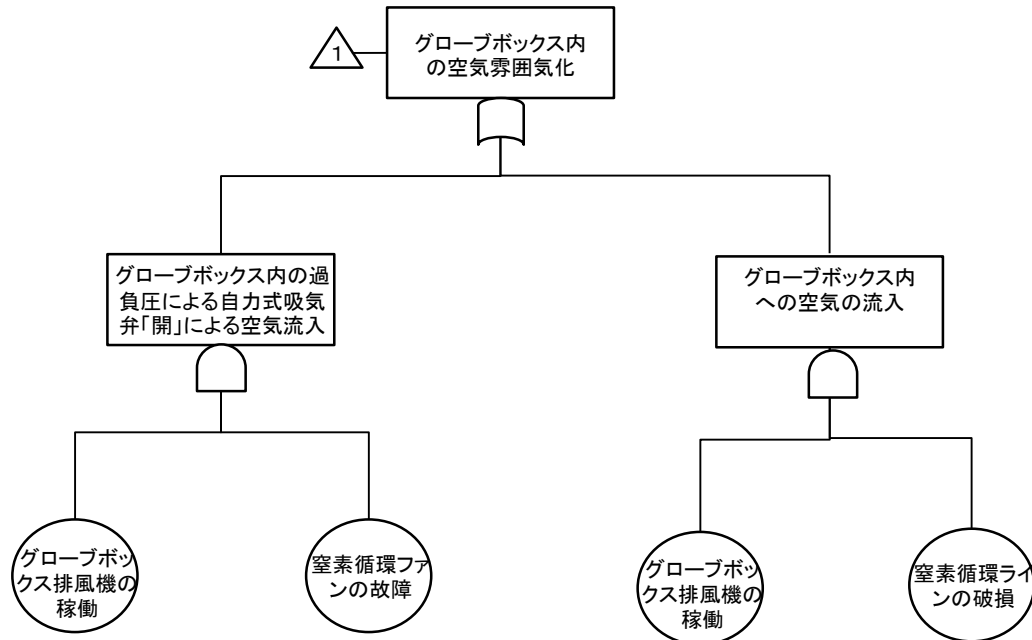 1
グローブボックス内
の空気雰囲気化
グローブボックス内の過
負圧による自力式吸気
弁「開」による空気流入
グローブボックス内
への空気の流入
グローブボッ
クス排風機の
稼働
窒素循環ファ
ンの故障
グローブボッ
クス排風機の
稼働
窒素循環ライ
ンの破損